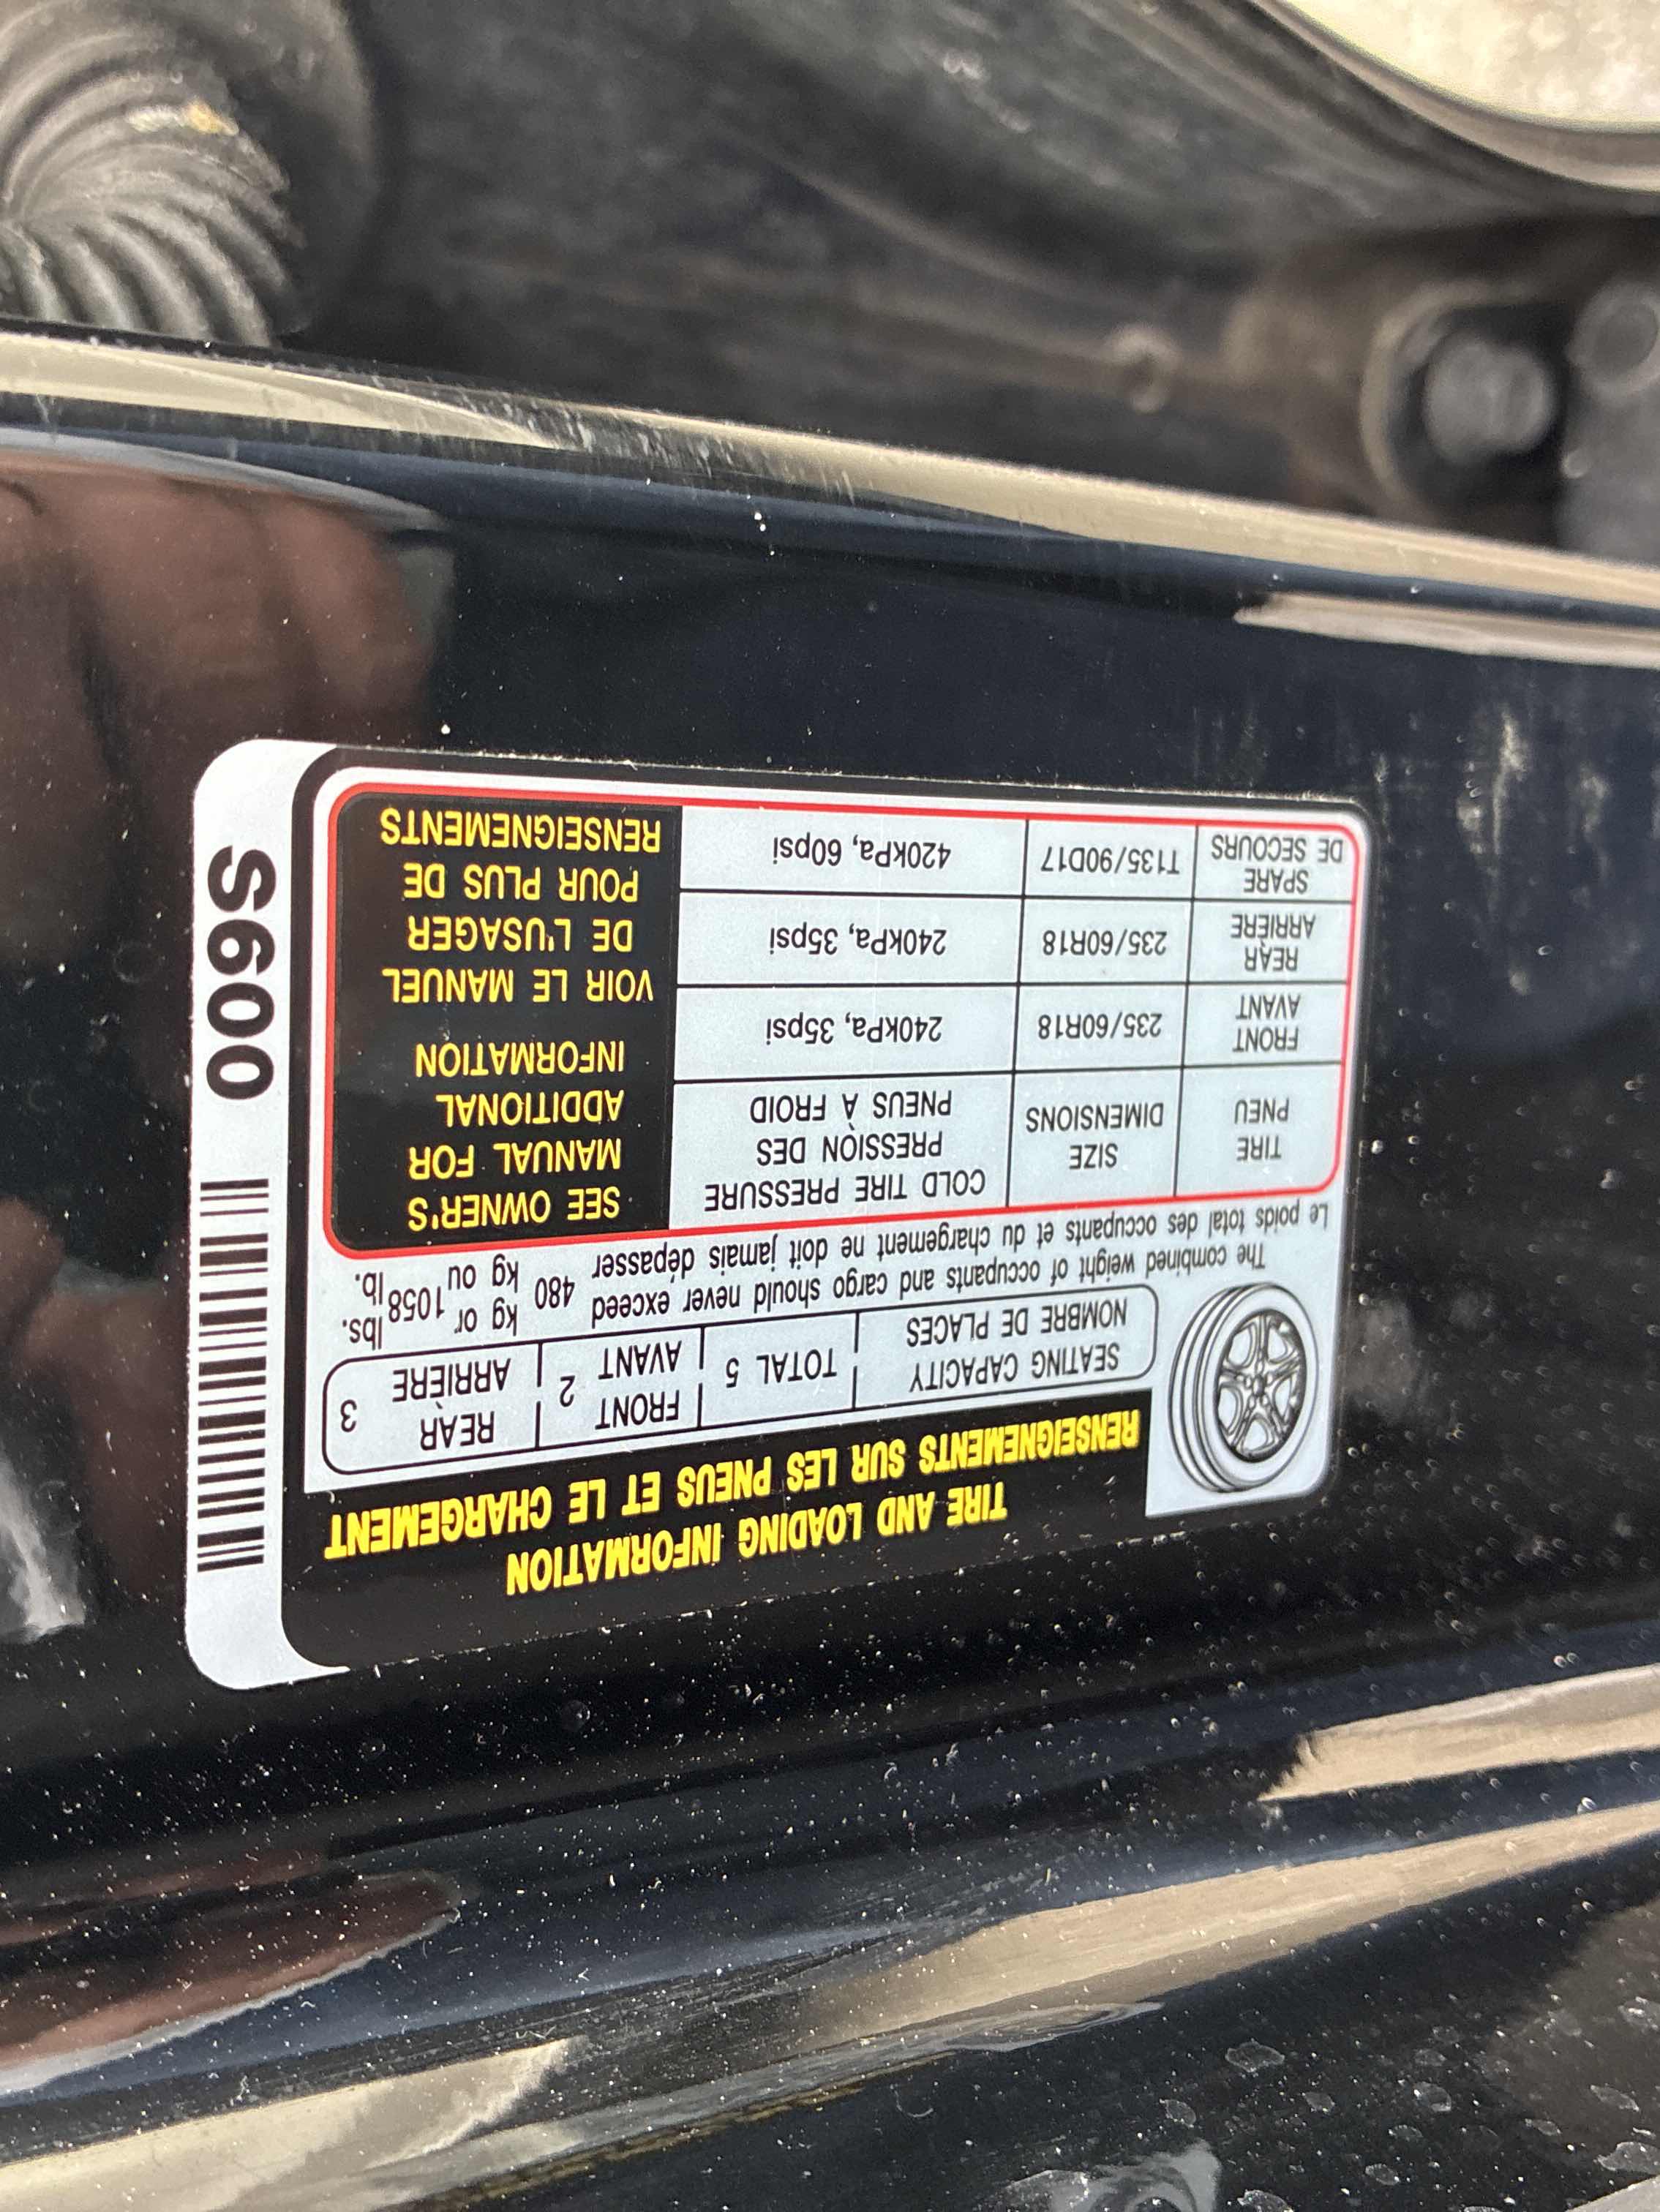 TIRE AND LOADING INFORMATION
RENSEIGNEMENTS SUR LES PNEUS ET LE CHARGEMENT
SEATING CAPACITY
NOMBRE DE PLACES
TOTAL 5
FRONT
AVANT 2
REAR
ARRIÈRE 3
The combined weight of occupants and cargo should never exceed 480 kg or 1058 lbs.
Le poids total des occupants et du chargement ne doit jamais dépasser 480 kg ou 1058 lb.
TIRE
PNEU
SIZE
DIMENSIONS
COLD TIRE PRESSURE
PRESSION DES
PNEUS À FROID
FRONT
AVANT
235/60R18
240kPa, 35psi
REAR
ARRIÈRE
235/60R18
240kPa, 35psi
SPARE
DE SECOURS
T135/90D17
420kPa, 60psi
SEE OWNER'S
MANUAL FOR
ADDITIONAL
INFORMATION
VOIR LE MANUEL
DE L'USAGER
POUR PLUS DE
RENSEIGNEMENTS
S600